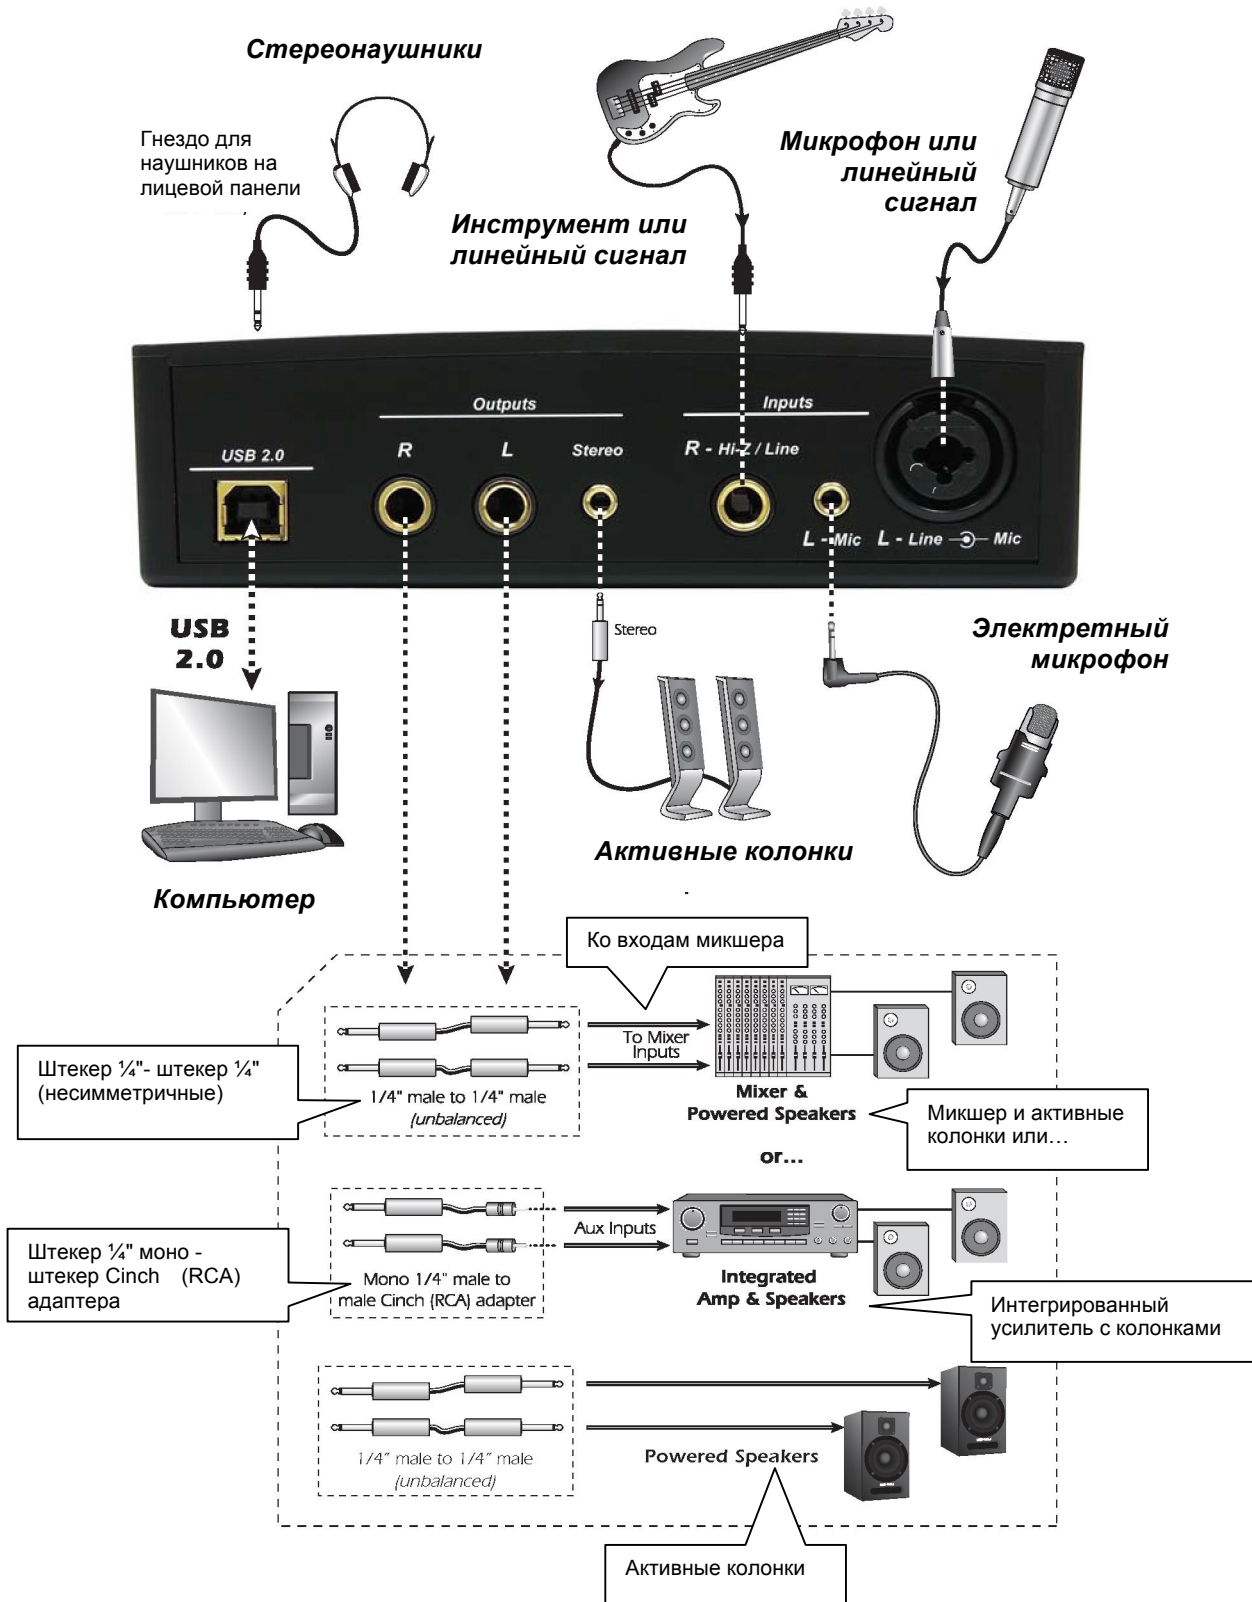 Стереонаушники
Гнездо для
наушников на
лицевой панели
Инструмент или
линейный сигнал
Микрофон или
линейный
сигнал
Outputs
Inputs
USB 2.0
R
L
Stereo
R - Hi-Z / Line
L - Mic
L - Line
Mic
USB
2.0
Stereo
Электретный
микрофон
Активные колонки
Компьютер
Ко входам микшера
To Mixer
Inputs
Штекер ¼"- штекер ¼"
(несимметричные)
1/4" male to 1/4" male
(unbalanced)
Mixer &
Powered Speakers
Микшер и активные
колонки или…
or...
Aux Inputs
Штекер ¼" моно -
штекер Cinch (RCA)
адаптера
Mono 1/4" male to
male Cinch (RCA) adapter
Integrated
Amp & Speakers
Интегрированный
усилитель с колонками
1/4" male to 1/4" male
(unbalanced)
Powered Speakers
Активные колонки